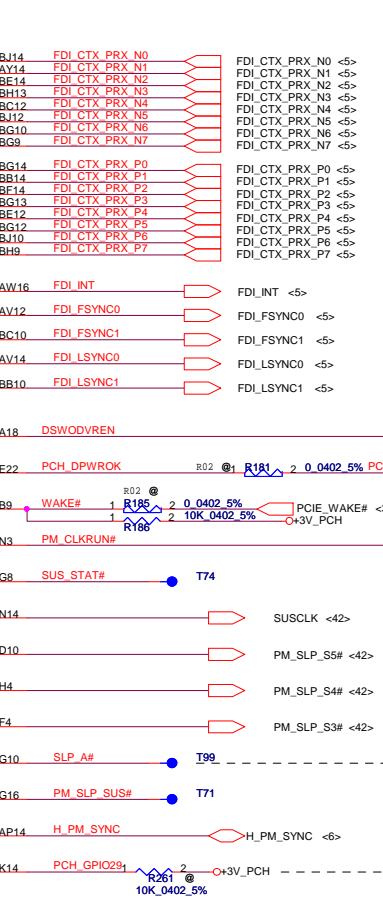 BJ14 FDI_CTX_PRX_N0 FDI_CTX_PRX_N0 <5>
AY14 FDI_CTX_PRX_N1 FDI_CTX_PRX_N1 <5>
BE14 FDI_CTX_PRX_N2 FDI_CTX_PRX_N2 <5>
BH13 FDI_CTX_PRX_N3 FDI_CTX_PRX_N3 <5>
BC12 FDI_CTX_PRX_N4 FDI_CTX_PRX_N4 <5>
BJ12 FDI_CTX_PRX_N5 FDI_CTX_PRX_N5 <5>
BG10 FDI_CTX_PRX_N6 FDI_CTX_PRX_N6 <5>
BG9 FDI_CTX_PRX_N7 FDI_CTX_PRX_N7 <5>
BG14 FDI_CTX_PRX_P0 FDI_CTX_PRX_P0 <5>
BB14 FDI_CTX_PRX_P1 FDI_CTX_PRX_P1 <5>
BF14 FDI_CTX_PRX_P2 FDI_CTX_PRX_P2 <5>
BG13 FDI_CTX_PRX_P3 FDI_CTX_PRX_P3 <5>
BE12 FDI_CTX_PRX_P4 FDI_CTX_PRX_P4 <5>
BG12 FDI_CTX_PRX_P5 FDI_CTX_PRX_P5 <5>
BJ10 FDI_CTX_PRX_P6 FDI_CTX_PRX_P6 <5>
BH9 FDI_CTX_PRX_P7 FDI_CTX_PRX_P7 <5>
AW16 FDI_INT FDI_INT <5>
AV12 FDI_FSYNC0 FDI_FSYNC0 <5>
BC10 FDI_FSYNC1 FDI_FSYNC1 <5>
AV14 FDI_LSYNC0 FDI_LSYNC0 <5>
BB10 FDI_LSYNC1 FDI_LSYNC1 <5>
A18 DSWODVREN
E22 PCH_DPWROK R02 @ 1 R181 2 0_0402_5% PC
R02 @
B9 WAKE# 1 R185 2 0_0402_5% PCIE_WAKE#
1 R186 2 10K_0402_5% +3V_PCH
N3 PM_CLKRUN#
G8 SUS_STAT# T74
N14 SUSCLK <42>
D10 PM_SLP_S5# <42>
H4 PM_SLP_S4# <42>
F4 PM_SLP_S3# <42>
G10 SLP_A# T99
G16 PM_SLP_SUS# T71
AP14 H_PM_SYNC H_PM_SYNC <6>
K14 PCH_GPIO29 1 R261 2 @ +3V_PCH
10K_0402_5%